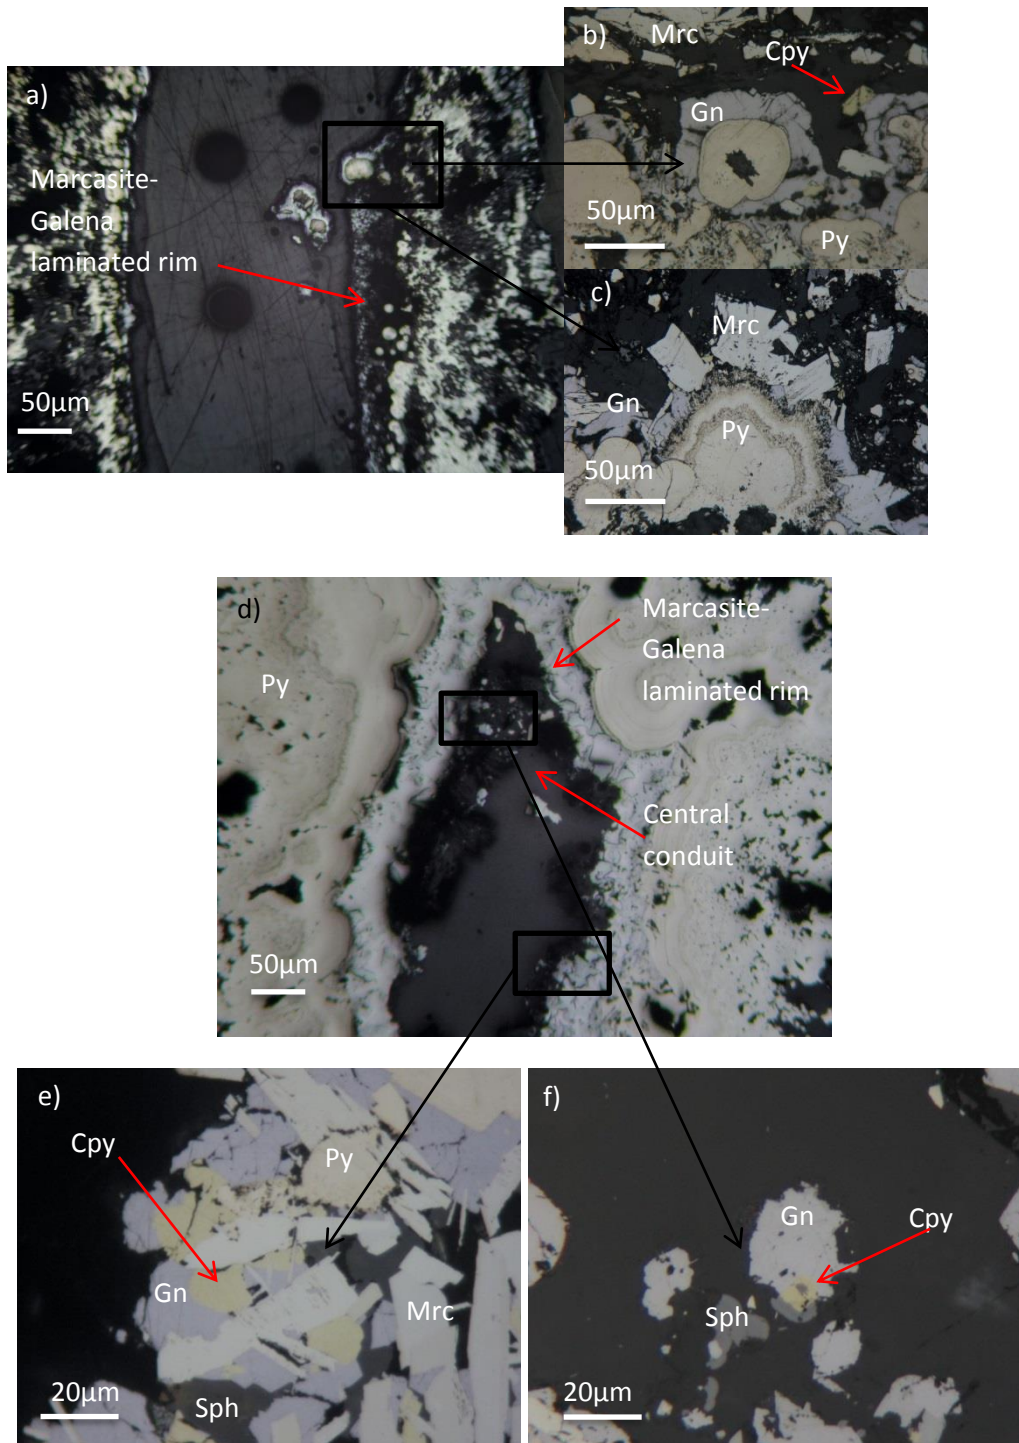 a)
Marcasite-
Galena
laminated rim
50µm
b)
Mrc
Cpy
Gn
50µm
Py
c)
Mrc
Gn
Py
50µm
d)
Py
Marcasite-
Galena
laminated rim
Central
conduit
50µm
e)
Cpy
Py
Gn
Mrc
Sph
20µm
f)
Gn
Cpy
Sph
20µm